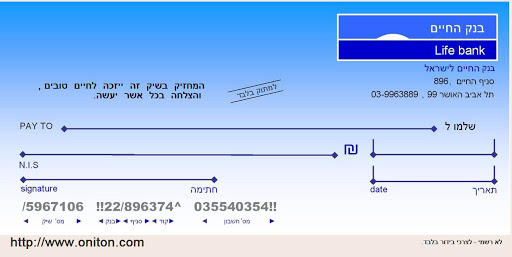 בנק החיים
Life bank
בנק החיים לישראל
סניף החיים ,896
תל אביב האושר 99 , 03-9963889
המחזיק בשיק זה ייזכה לחיים טובים ,
והצלחה בכל אשר יעשה.
למתוק בלבד
PAY TO שלמו ל
₪
N.I.S
signature חתימה date תאריך
/5967106 !!22/896374^ 035540354!!
מס' שיק בנק סניף קוד מס' חשבון
http://www.oniton.com
לא רשמי - לצרכי בידור בלבד.